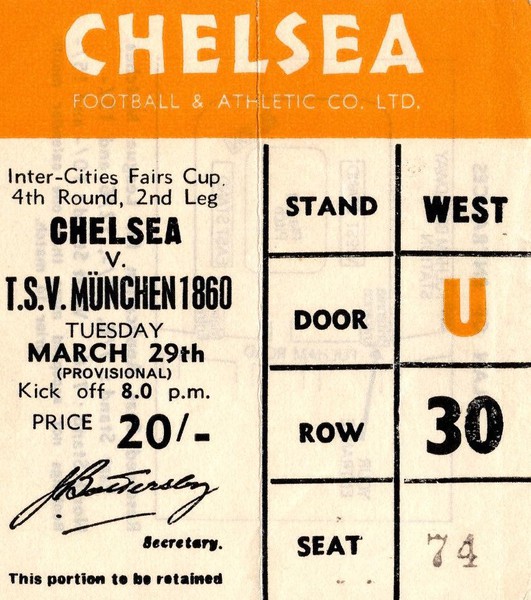 CHELSEA
FOOTBALL & ATHLETIC CO. LTD.
Inter-Cities Fairs Cup.
4th Round, 2nd Leg
CHELSEA
V.
T.S.V. MÜNCHEN 1860
TUESDAY
MARCH 29th
(PROVISIONAL)
Kick off 8.0 p.m.
PRICE 20/-
J Battersby
Secretary.
This portion to be retained
STAND WEST
DOOR U
ROW 30
SEAT 74